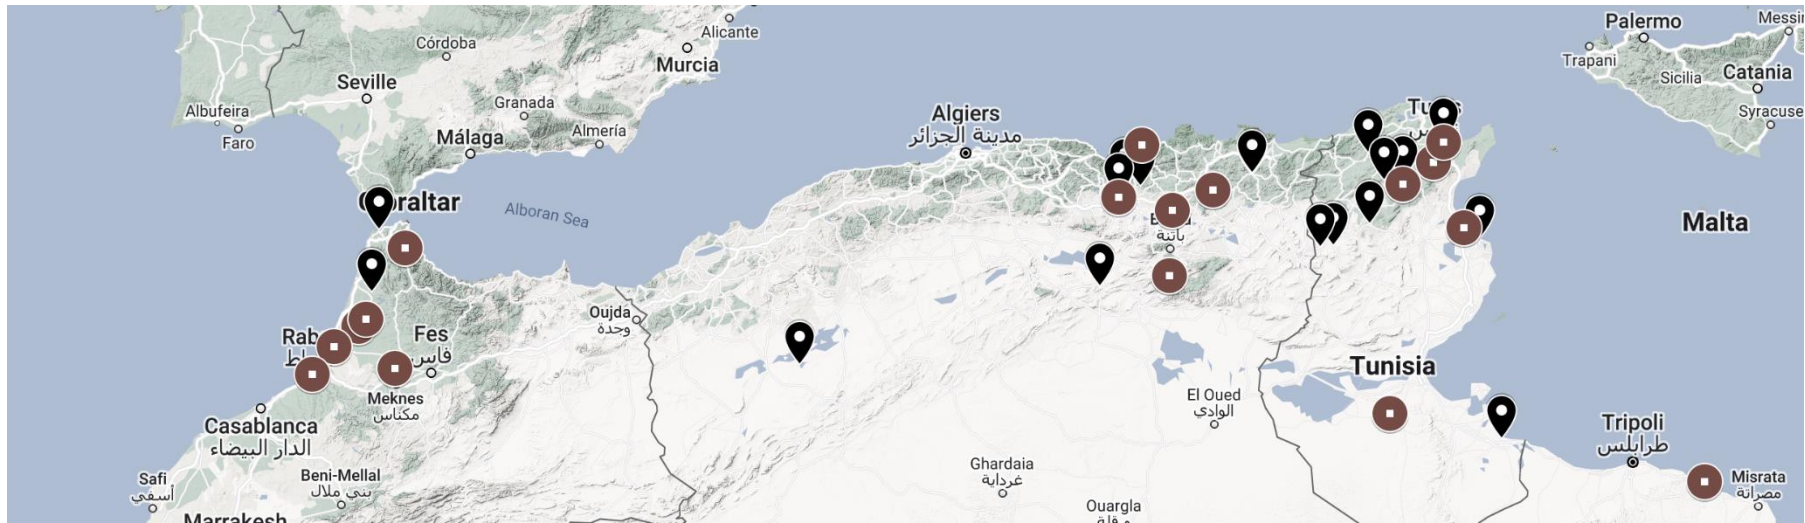 Palermo
Messi
Alicante
Córdoba
Murcia
Trapani
Sicilia
Catania
Seville
Granada
Albufeira
Faro
Málaga
Almería
Algiers
مدينة الجزائر
Syracuse
Gibraltar
Alboran Sea
Malta
باتنة
Oujda
وجدة
Rab
Fes
فاس
Tunisia
Meknes
مكناس
El Oued
الوادي
Casablanca
الدار البيضاء
Tripoli
طرابلس
Safi
أسفي
Beni-Mellal
بني ملال
Ghardaia
غرداية
Misrata
مصراتة
Ouargla
Marrakesh